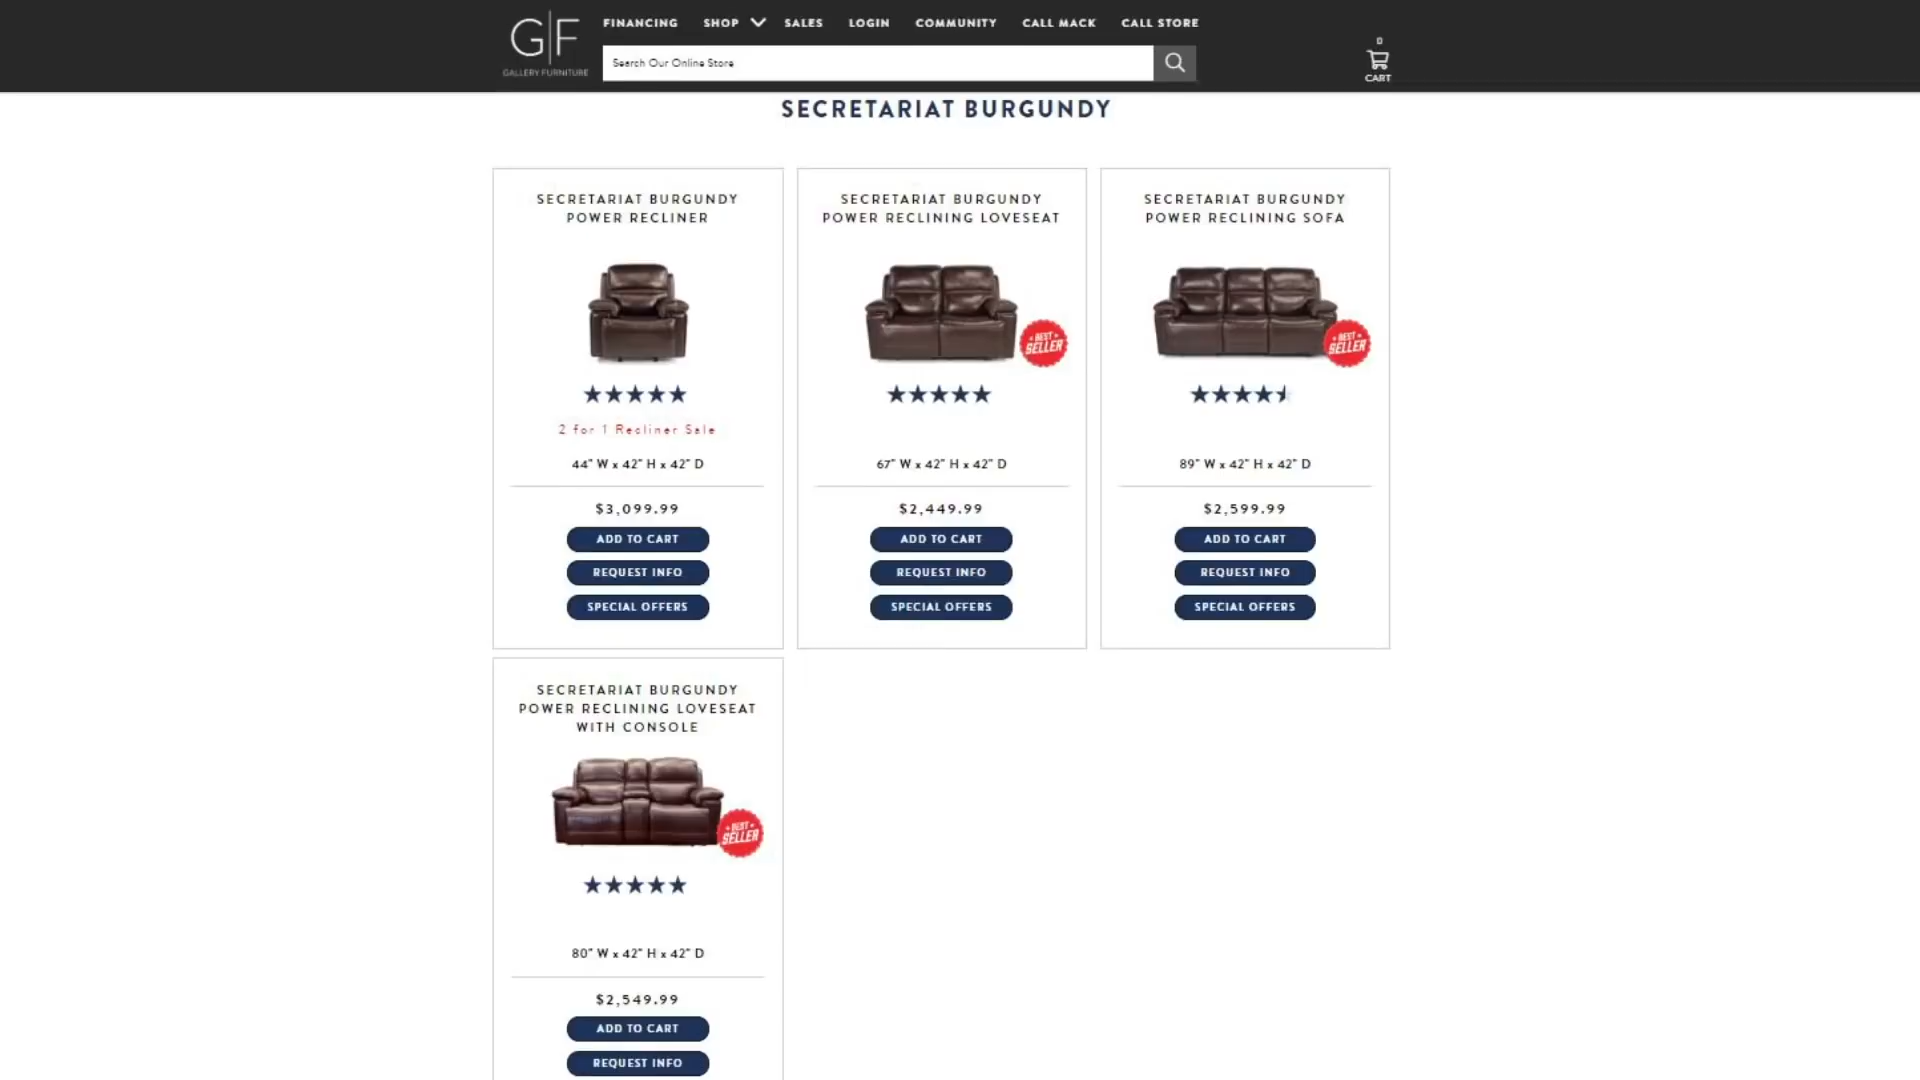 GF
GALLERY FURNITURE
FINANCING SHOP SALES LOGIN COMMUNITY CALL MACK CALL STORE
Search Our Online Store
0
CART
SECRETARIAT BURGUNDY
SECRETARIAT BURGUNDY
POWER RECLINER
2 for 1 Recliner Sale
44" W x 42" H x 42" D
$3,099.99
ADD TO CART
REQUEST INFO
SPECIAL OFFERS
SECRETARIAT BURGUNDY
POWER RECLINING LOVESEAT
BEST
SELLER
67" W x 42" H x 42" D
$2,449.99
ADD TO CART
REQUEST INFO
SPECIAL OFFERS
SECRETARIAT BURGUNDY
POWER RECLINING SOFA
BEST
SELLER
89" W x 42" H x 42" D
$2,599.99
ADD TO CART
REQUEST INFO
SPECIAL OFFERS
SECRETARIAT BURGUNDY
POWER RECLINING LOVESEAT
WITH CONSOLE
BEST
SELLER
80" W x 42" H x 42" D
$2,549.99
ADD TO CART
REQUEST INFO